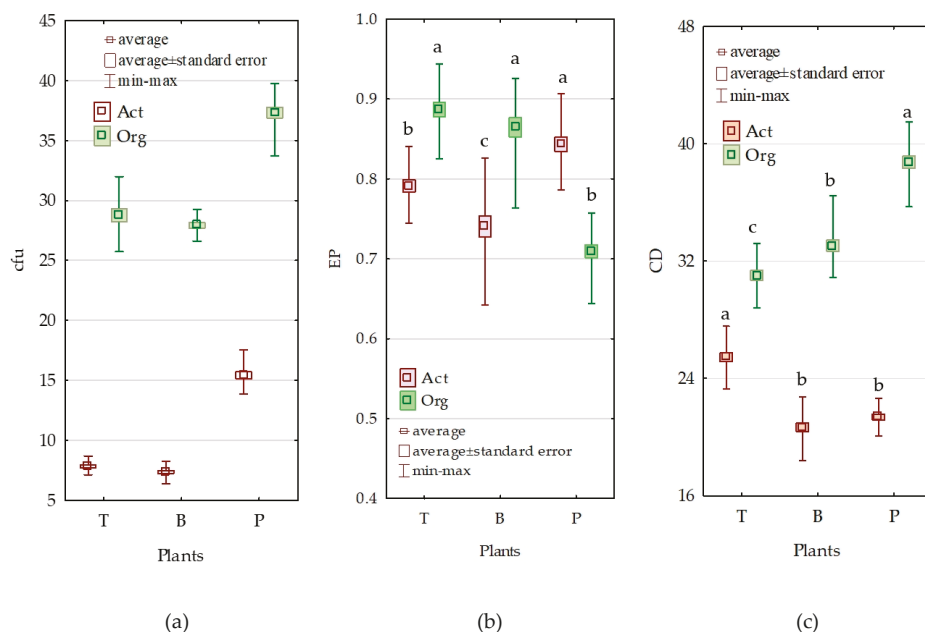 45
40
35
30
25
20
15
10
5
cfu
average
average±standard error
min-max
Act
Org
T B P
Plants
(a)
1.0
0.9
0.8
0.7
0.6
0.5
0.4
EP
b
a
c
a
a
b
Act
Org
average
average±standard error
min-max
T B P
Plants
(b)
48
40
32
24
16
CD
average
average±standard error
min-max
Act
Org
a
c
b
b
b
a
T B P
Plants
(c)